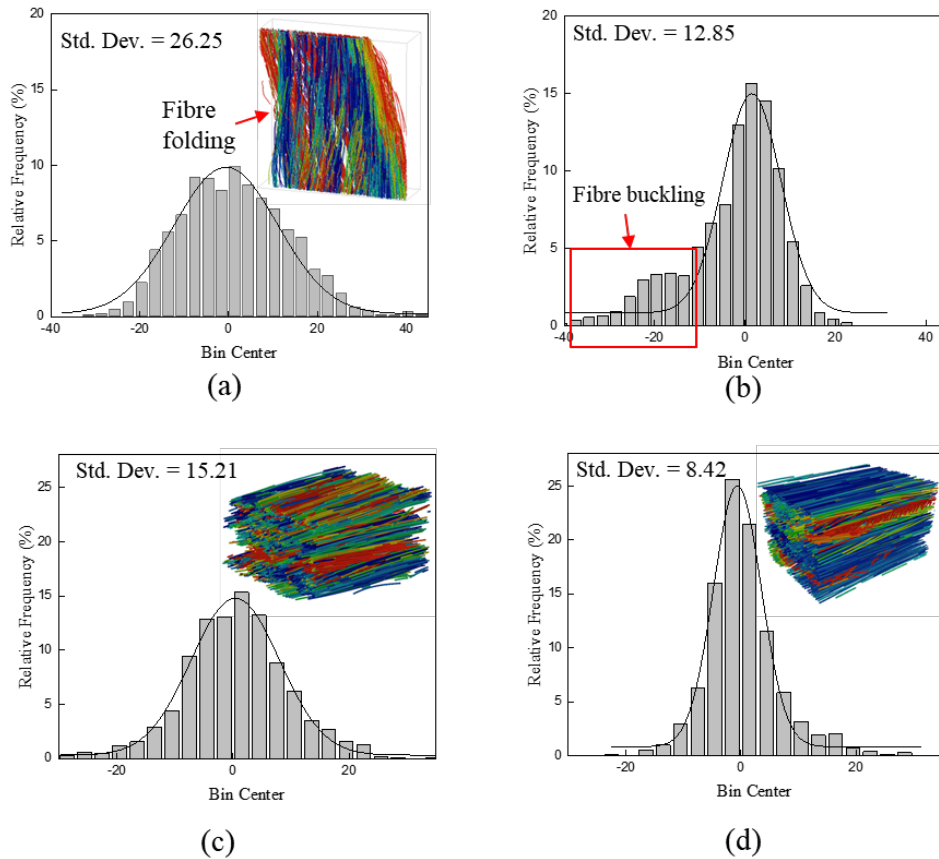 20
Std. Dev. = 26.25
15
Fibre
folding
10
5
0
-40
-20
0
20
40
Relative Frequency (%)
Bin Center
(a)
20
Std. Dev. = 12.85
15
10
Fibre buckling
5
0
-40
-20
0
20
40
Relative Frequency (%)
Bin Center
(b)
Std. Dev. = 15.21
25
20
15
10
5
0
-20
0
20
Relative Frequency (%)
Bin Center
(c)
Std. Dev. = 8.42
25
20
15
10
5
0
-20
0
20
Relative Frequency (%)
Bin Center
(d)